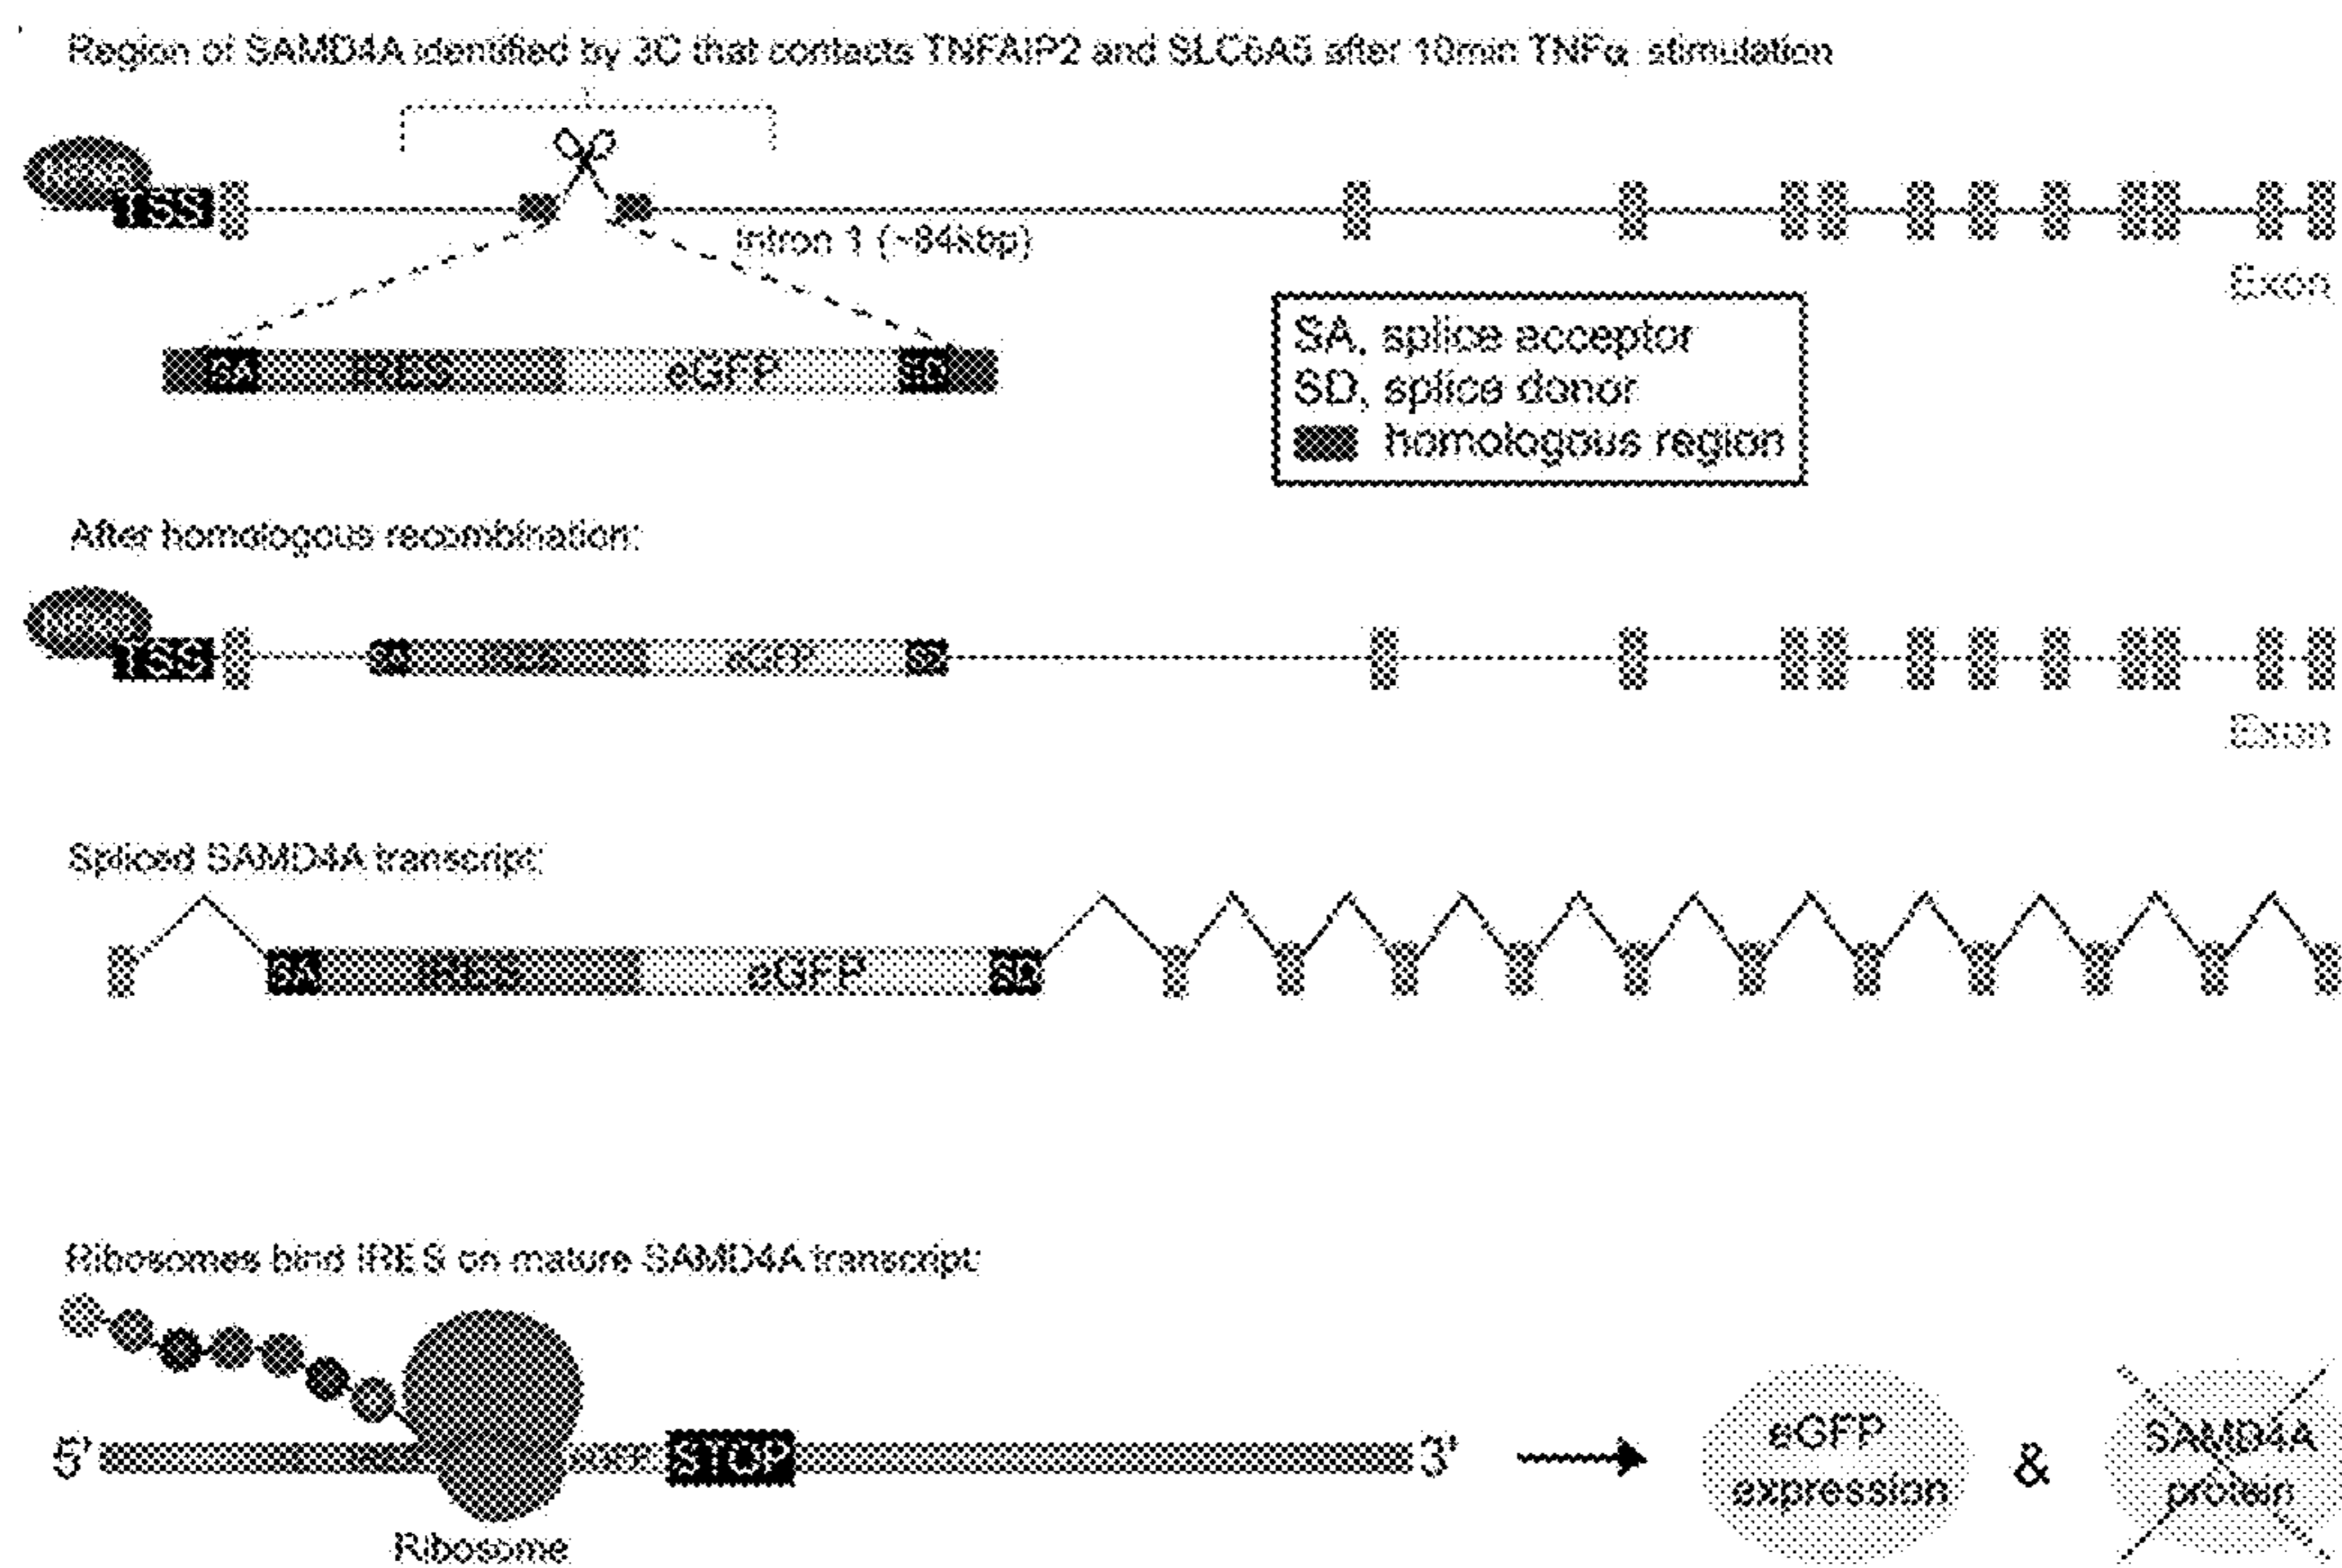 Region of SAMD4A identified by 3C that contacts TNFAIP2 and SLC6A5 after 10min TNFα stimulation
TSS
Intron 1 (~84kbp)
Exon
SA IRES eGFP SD
SA, splice acceptor
SD, splice donor
homologous region
After homologous recombination:
TSS SA IRES eGFP SD
Exon
Spliced SAMD4A transcript:
SA IRES eGFP SD
Ribosomes bind IRES on mature SAMD4A transcript:
5' STOP 3'
eGFP expression & SAMD4A protein
Ribosome